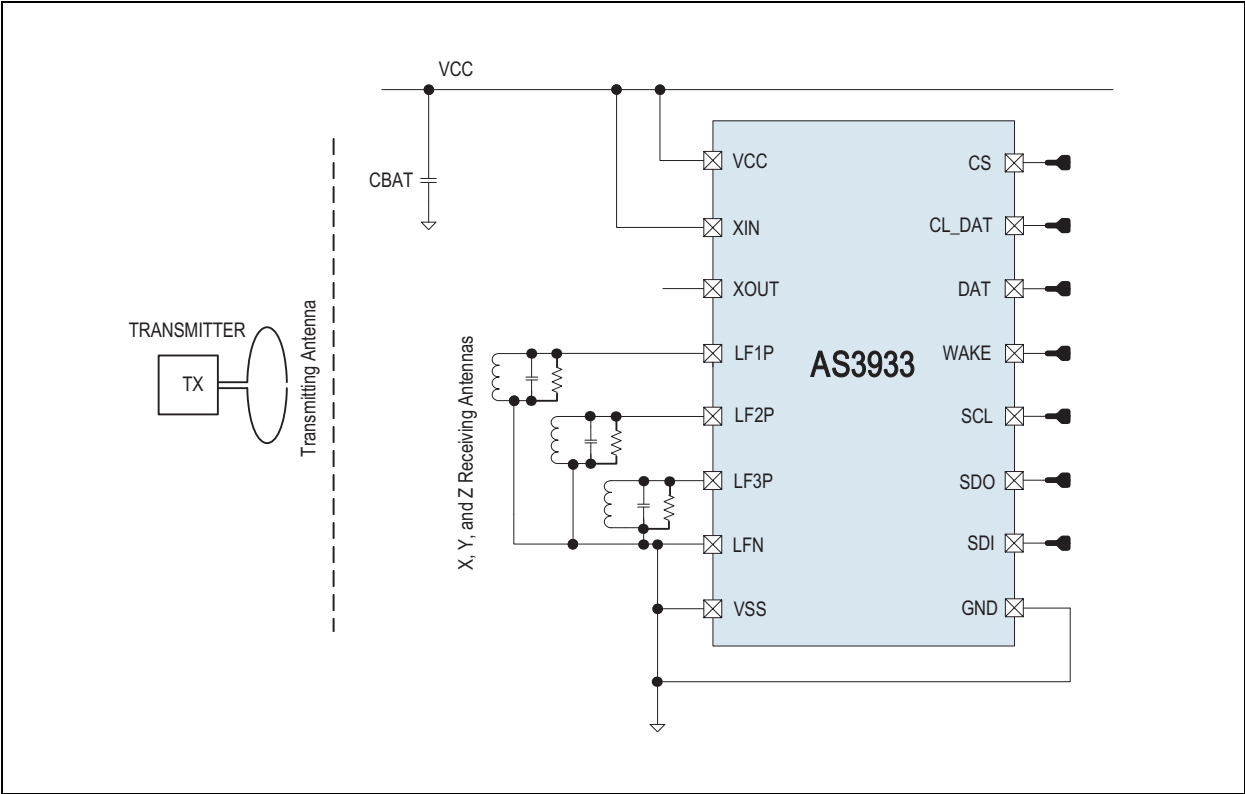 VCC
CBAT
TRANSMITTER
TX
Transmitting Antenna
X, Y, and Z Receiving Antennas
VCC
XIN
XOUT
LF1P
LF2P
LF3P
LFN
VSS
AS3933
CS
CL_DAT
DAT
WAKE
SCL
SDO
SDI
GND